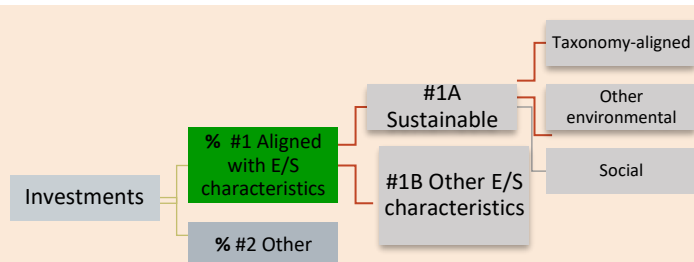 Investments
% #1 Aligned
with E/S
characteristics
% #2 Other
#1A
Sustainable
#1B Other E/S
characteristics
Taxonomy-aligned
Other
environmental
Social